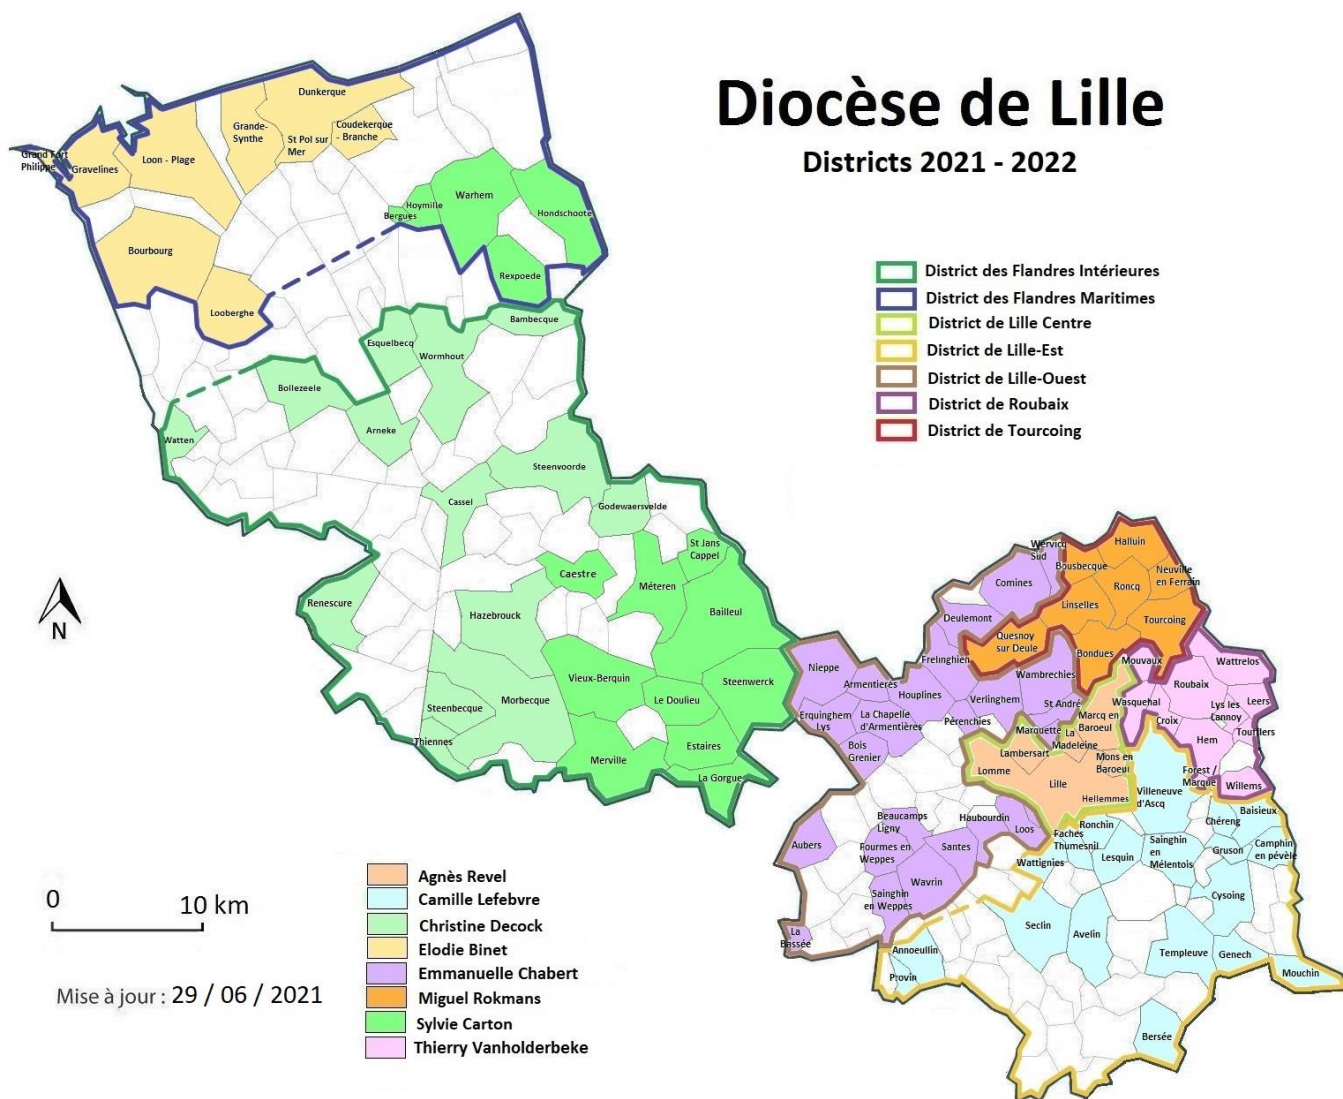 Diocèse de Lille
Districts 2021 - 2022
District des Flandres Intérieures
District des Flandres Maritimes
District de Lille Centre
District de Lille-Est
District de Lille-Ouest
District de Roubaix
District de Tourcoing
Dunkerque
Grande-
Synthe
St Pol sur
Mer
Coudekerque
- Branche
Grand Fort
Philippe
Gravelines
Loon - Plage
Bourbourg
Looberghe
Bergues
Hoymille
Warhem
Hondschoote
Rexpoede
Bambecque
Esquelbecq
Wormhout
Bollezeele
Arneke
Watten
Steenvoorde
Cassel
Godewaersvelde
St Jans
Cappel
Caestre
Méteren
Bailleul
Renescure
Hazebrouck
Vieux-Berquin
Le Doulieu
Steenwerck
Steenbecque
Morbecque
Thiennes
Merville
Estaires
La Gorgue
Wervicq
Sud
Halluin
Bousbecque
Comines
Roncq
Neuville
en Ferrain
Linselles
Tourcoing
Deulemont
Quesnoy
sur Deule
Bondues
Mouvaux
Wattrelos
Frelinghien
Nieppe
Armentières
Houplines
Verlinghem
Wambrechies
St André
Roubaix
Wasquehal
Leers
Lys les
Lannoy
Croix
Toufflers
Hem
Erquinghem
Lys
La Chapelle
d'Armentières
Pérenchies
Marquette
Marcq en
Baroeul
La
Madeleine
Bois
Grenier
Lambersart
Lomme
Mons en
Baroeul
Lille
Hellemmes
Villeneuve
d'Ascq
Forest /
Marque
Willems
Baisieux
Chéreng
Gruson
Camphin
en pévèle
Aubers
Beaucamps
Ligny
Haubourdin
Loos
Fournes en
Weppes
Santes
Wavrin
Sainghin
en Weppes
La
Bassée
Faches
Thumesnil
Ronchin
Wattignies
Lesquin
Sainghin
en
Mélentois
Cysoing
Seclin
Avelin
Annoeullin
Provin
Templeuve
Genech
Mouchin
Bersée
N
0 10 km
Mise à jour : 29 / 06 / 2021
Agnès Revel
Camille Lefebvre
Christine Decock
Elodie Binet
Emmanuelle Chabert
Miguel Rokmans
Sylvie Carton
Thierry Vanholderbeke